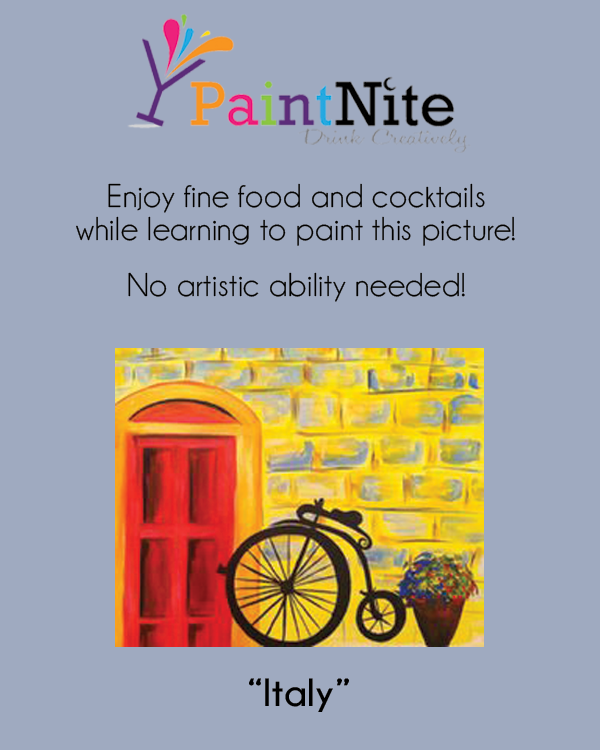 PaintNite
Drink Creatively
Enjoy fine food and cocktails
while learning to paint this picture!
No artistic ability needed!
“Italy”